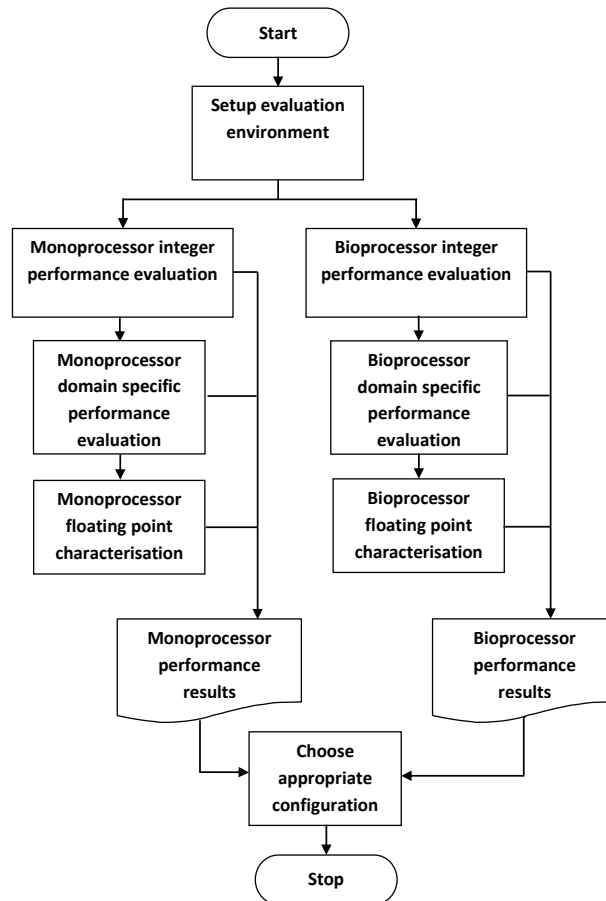 Start
Setup evaluation
environment
Monoprocessor integer
performance evaluation
Bioprocessor integer
performance evaluation
Monoprocessor
domain specific
performance
evaluation
Bioprocessor
domain specific
performance
evaluation
Monoprocessor
floating point
characterisation
Bioprocessor
floating point
characterisation
Monoprocessor
performance
results
Bioprocessor
performance
results
Choose
appropriate
configuration
Stop